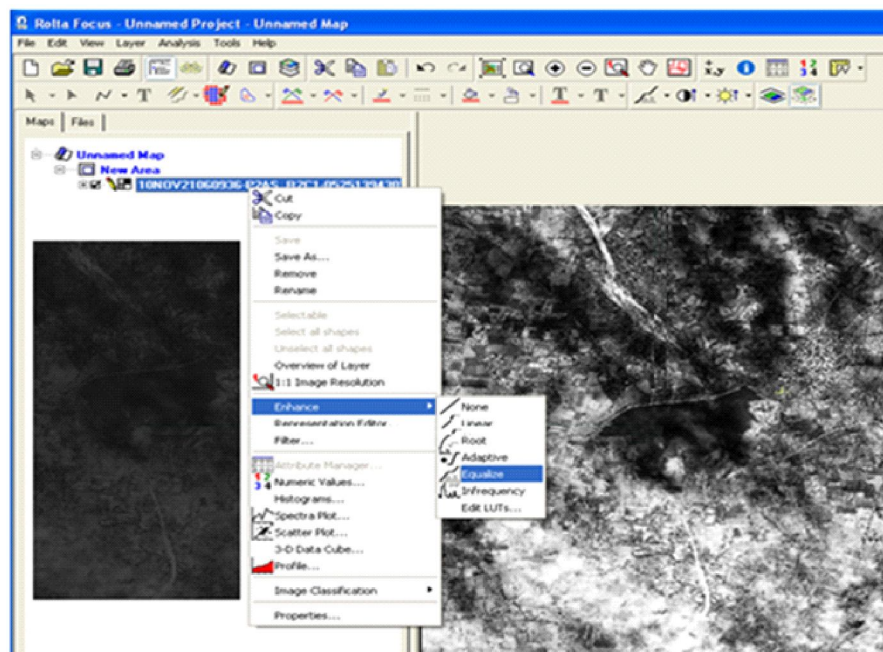 Rolta Focus - Unnamed Project - Unnamed Map
File Edit View Layer Analysis Tools Help
Maps Files
Unnamed Map
New Area
Cut
Copy
Save
Save As...
Remove
Rename
Selectable
Select all shapes
Unselect all shapes
Overview of Layer
1:1 Image Resolution
Enhance
Representation Editor
Filter...
Attribute Manager...
Numeric Values...
Histograms...
Spectra Plot...
Scatter Plot...
3-D Data Cube...
Profile...
Image Classification
Properties...
None
Linear
Root
Adaptive
Equalize
Infrequency
Edit LUTs...